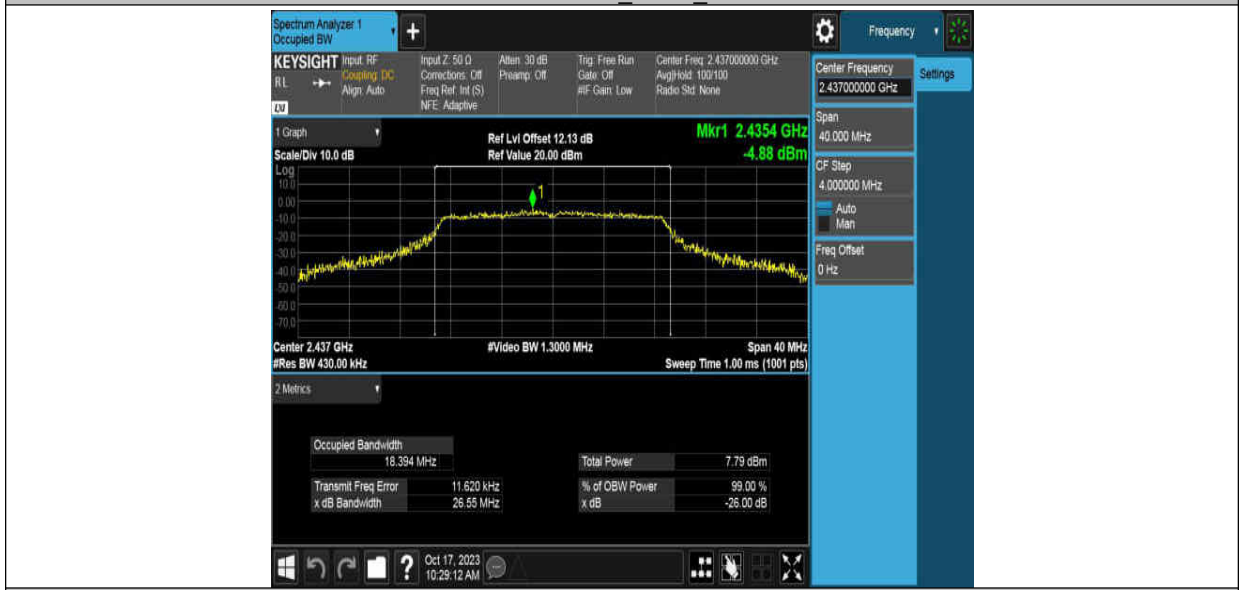 Spectrum Analyzer 1
Occupied BW
+
Frequency
KEYSIGHT
RL
LXI
Input: RF
Coupling: DC
Align: Auto
Input Z: 50 Ω
Corrections: Off
Freq Ref: Int (S)
NFE: Adaptive
Atten: 30 dB
Preamp: Off
Trig: Free Run
Gate: Off
#IF Gain: Low
Center Freq: 2.437000000 GHz
Avg|Hold: 100/100
Radio Std: None
Center Frequency
2.437000000 GHz
Settings
Span
40.000 MHz
CF Step
4.000000 MHz
Auto
Man
Freq Offset
0 Hz
1 Graph
Scale/Div 10.0 dB
Ref Lvl Offset 12.13 dB
Ref Value 20.00 dBm
Mkr1 2.4354 GHz
-4.88 dBm
Log
10.0
0.00
-10.0
-20.0
-30.0
-40.0
-50.0
-60.0
-70.0
1
Center 2.437 GHz
#Video BW 1.3000 MHz
Span 40 MHz
#Res BW 430.00 kHz
Sweep Time 1.00 ms (1001 pts)
2 Metrics
Occupied Bandwidth
18.394 MHz
Total Power 7.79 dBm
Transmit Freq Error 11.620 kHz
% of OBW Power 99.00 %
x dB Bandwidth 26.55 MHz
x dB -26.00 dB
?
Oct 17, 2023
10:29:12 AM